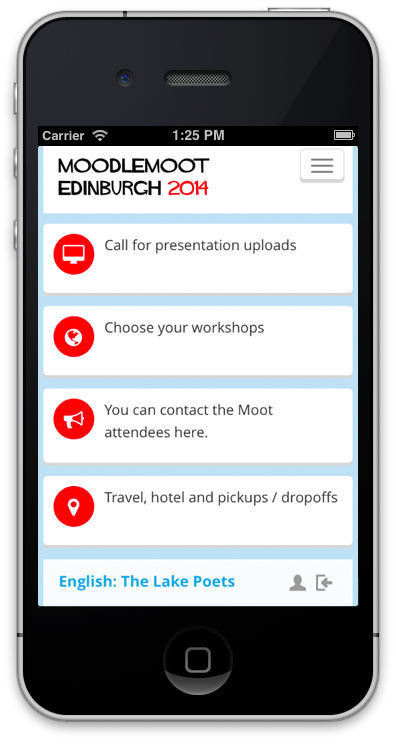 Carrier 1:25 PM
MOODLEMOOT
EDINBURGH 2014
Call for presentation uploads
Choose your workshops
You can contact the Moot
attendees here.
Travel, hotel and pickups / dropoffs
English: The Lake Poets